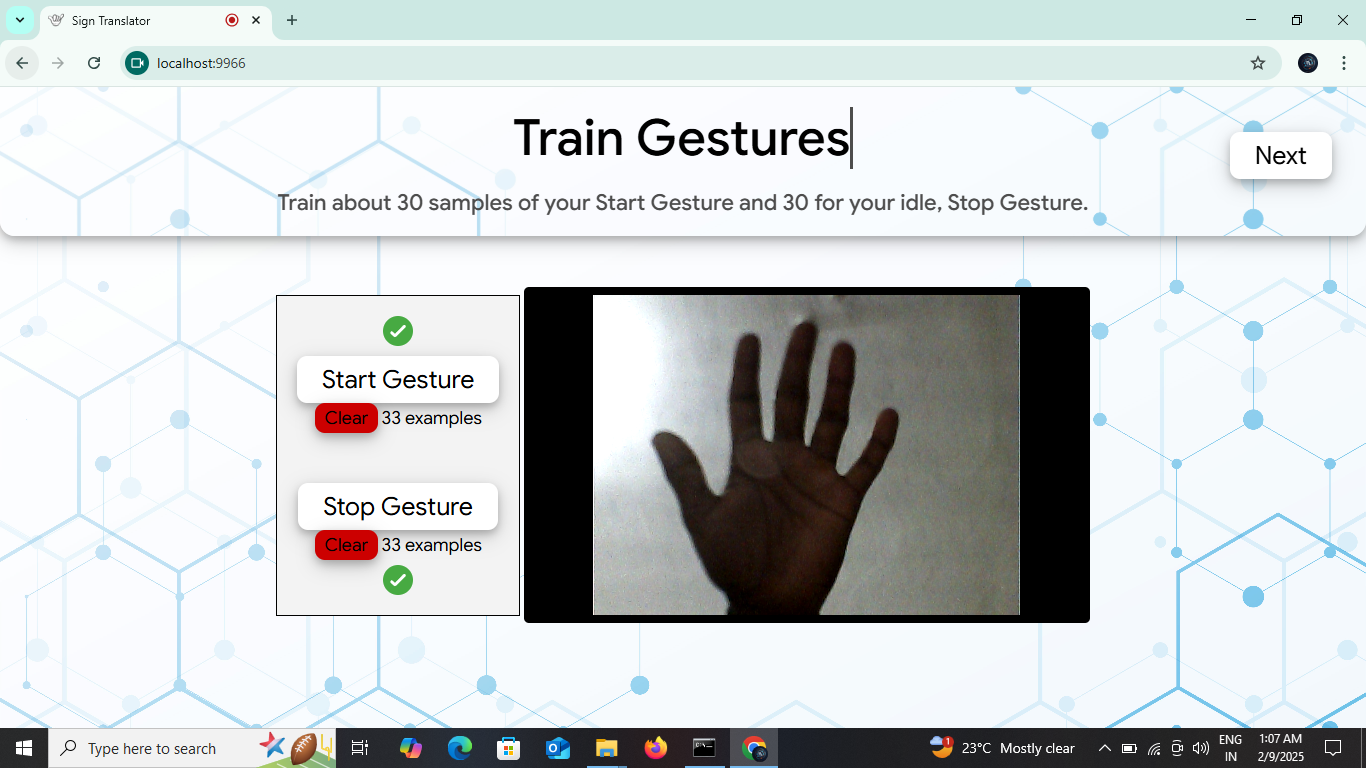 Sign Translator
localhost:9966
Train Gestures
Next
Train about 30 samples of your Start Gesture and 30 for your idle, Stop Gesture.
Start Gesture
Clear 33 examples
Stop Gesture
Clear 33 examples
Type here to search
1
23°C Mostly clear
ENG
IN
1:07 AM
2/9/2025